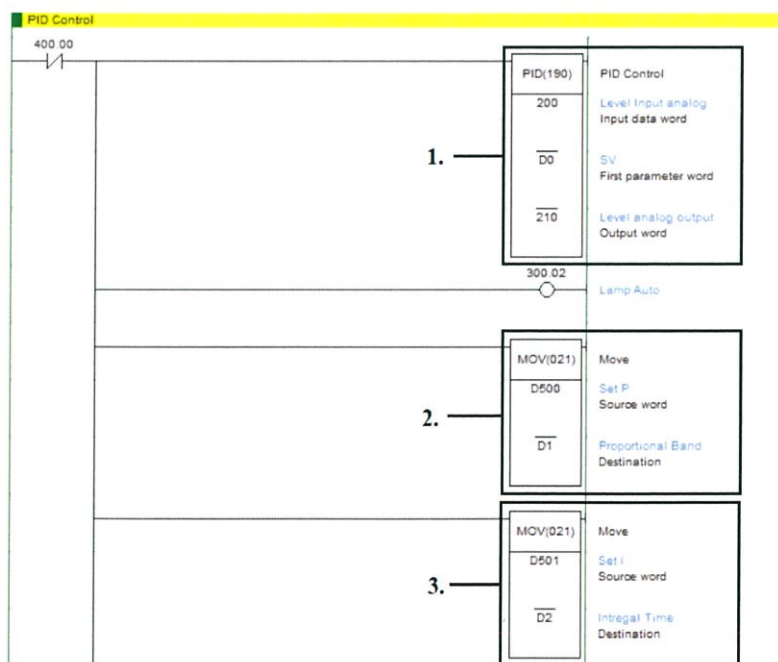 PID Control
400.00
PID(190) PID Control
200 Level Input analog
Input data word
1.
D0 SV
First parameter word
210 Level analog output
Output word
300.02
Lamp Auto
MOV(021) Move
D500 Set P
Source word
2.
D1 Proportional Band
Destination
MOV(021) Move
D501 Set I
Source word
3.
D2 Intregal Time
Destination